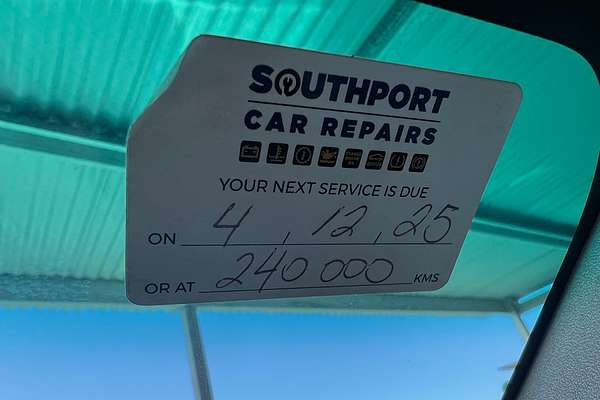 SOUTHPORT
CAR REPAIRS
YOUR NEXT SERVICE IS DUE
ON 4, 12, 25
OR AT 240 000 KMS